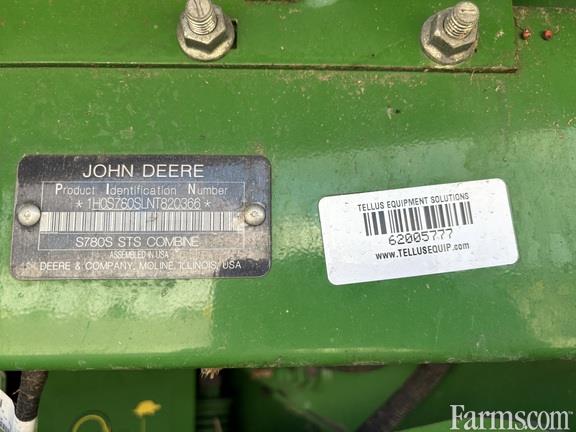 JOHN DEERE
Product Identification Number
*1H0S760SLNT820366*
S780S STS COMBINE
ASSEMBLED IN USA
DEERE & COMPANY, MOLINE, ILLINOIS, USA
TELLUS EQUIPMENT SOLUTIONS
62005777
www.TELLUSEQUIP.com
Farms.com